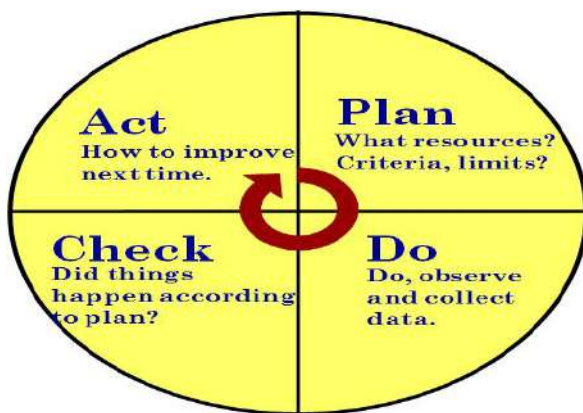 Act
How to improve
next time.
Plan
What resources?
Criteria, limits?
Check
Did things
happen according
to plan?
Do
Do, observe
and collect
data.